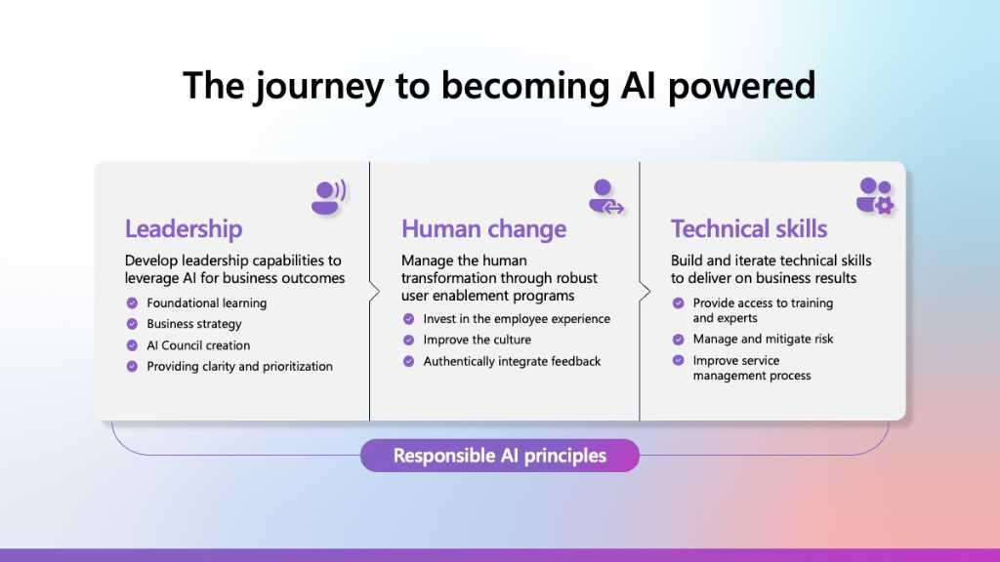 The journey to becoming AI powered
Leadership
Develop leadership capabilities to
leverage AI for business outcomes
Foundational learning
Business strategy
AI Council creation
Providing clarity and prioritization
Human change
Manage the human
transformation through robust
user enablement programs
Invest in the employee experience
Improve the culture
Authentically integrate feedback
Technical skills
Build and iterate technical skills
to deliver on business results
Provide access to training
and experts
Manage and mitigate risk
Improve service
management process
Responsible AI principles